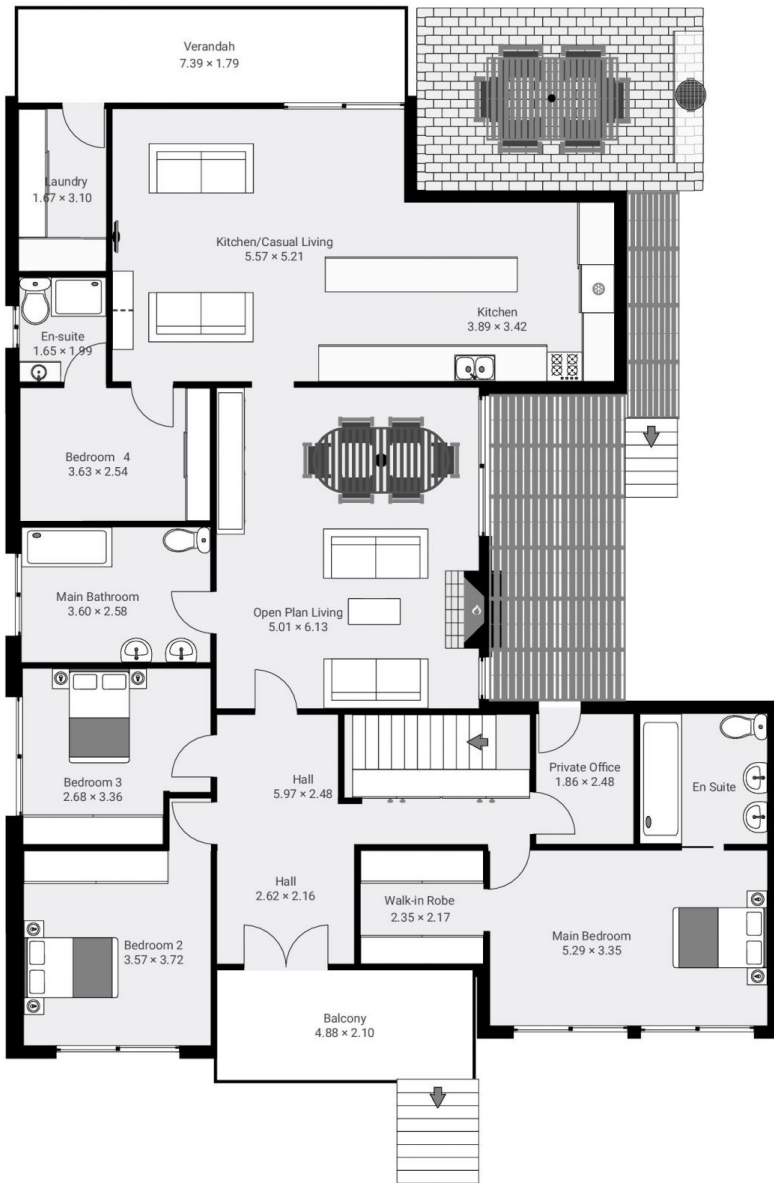 Verandah
7.39 × 1.79
Laundry
1.67 × 3.10
Kitchen/Casual Living
5.57 × 5.21
Kitchen
3.89 × 3.42
En-suite
1.65 × 1.99
Bedroom 4
3.63 × 2.54
Main Bathroom
3.60 × 2.58
Open Plan Living
5.01 × 6.13
Bedroom 3
2.68 × 3.36
Hall
5.97 × 2.48
Private Office
1.86 × 2.48
En Suite
Hall
2.62 × 2.16
Walk-in Robe
2.35 × 2.17
Main Bedroom
5.29 × 3.35
Bedroom 2
3.57 × 3.72
Balcony
4.88 × 2.10